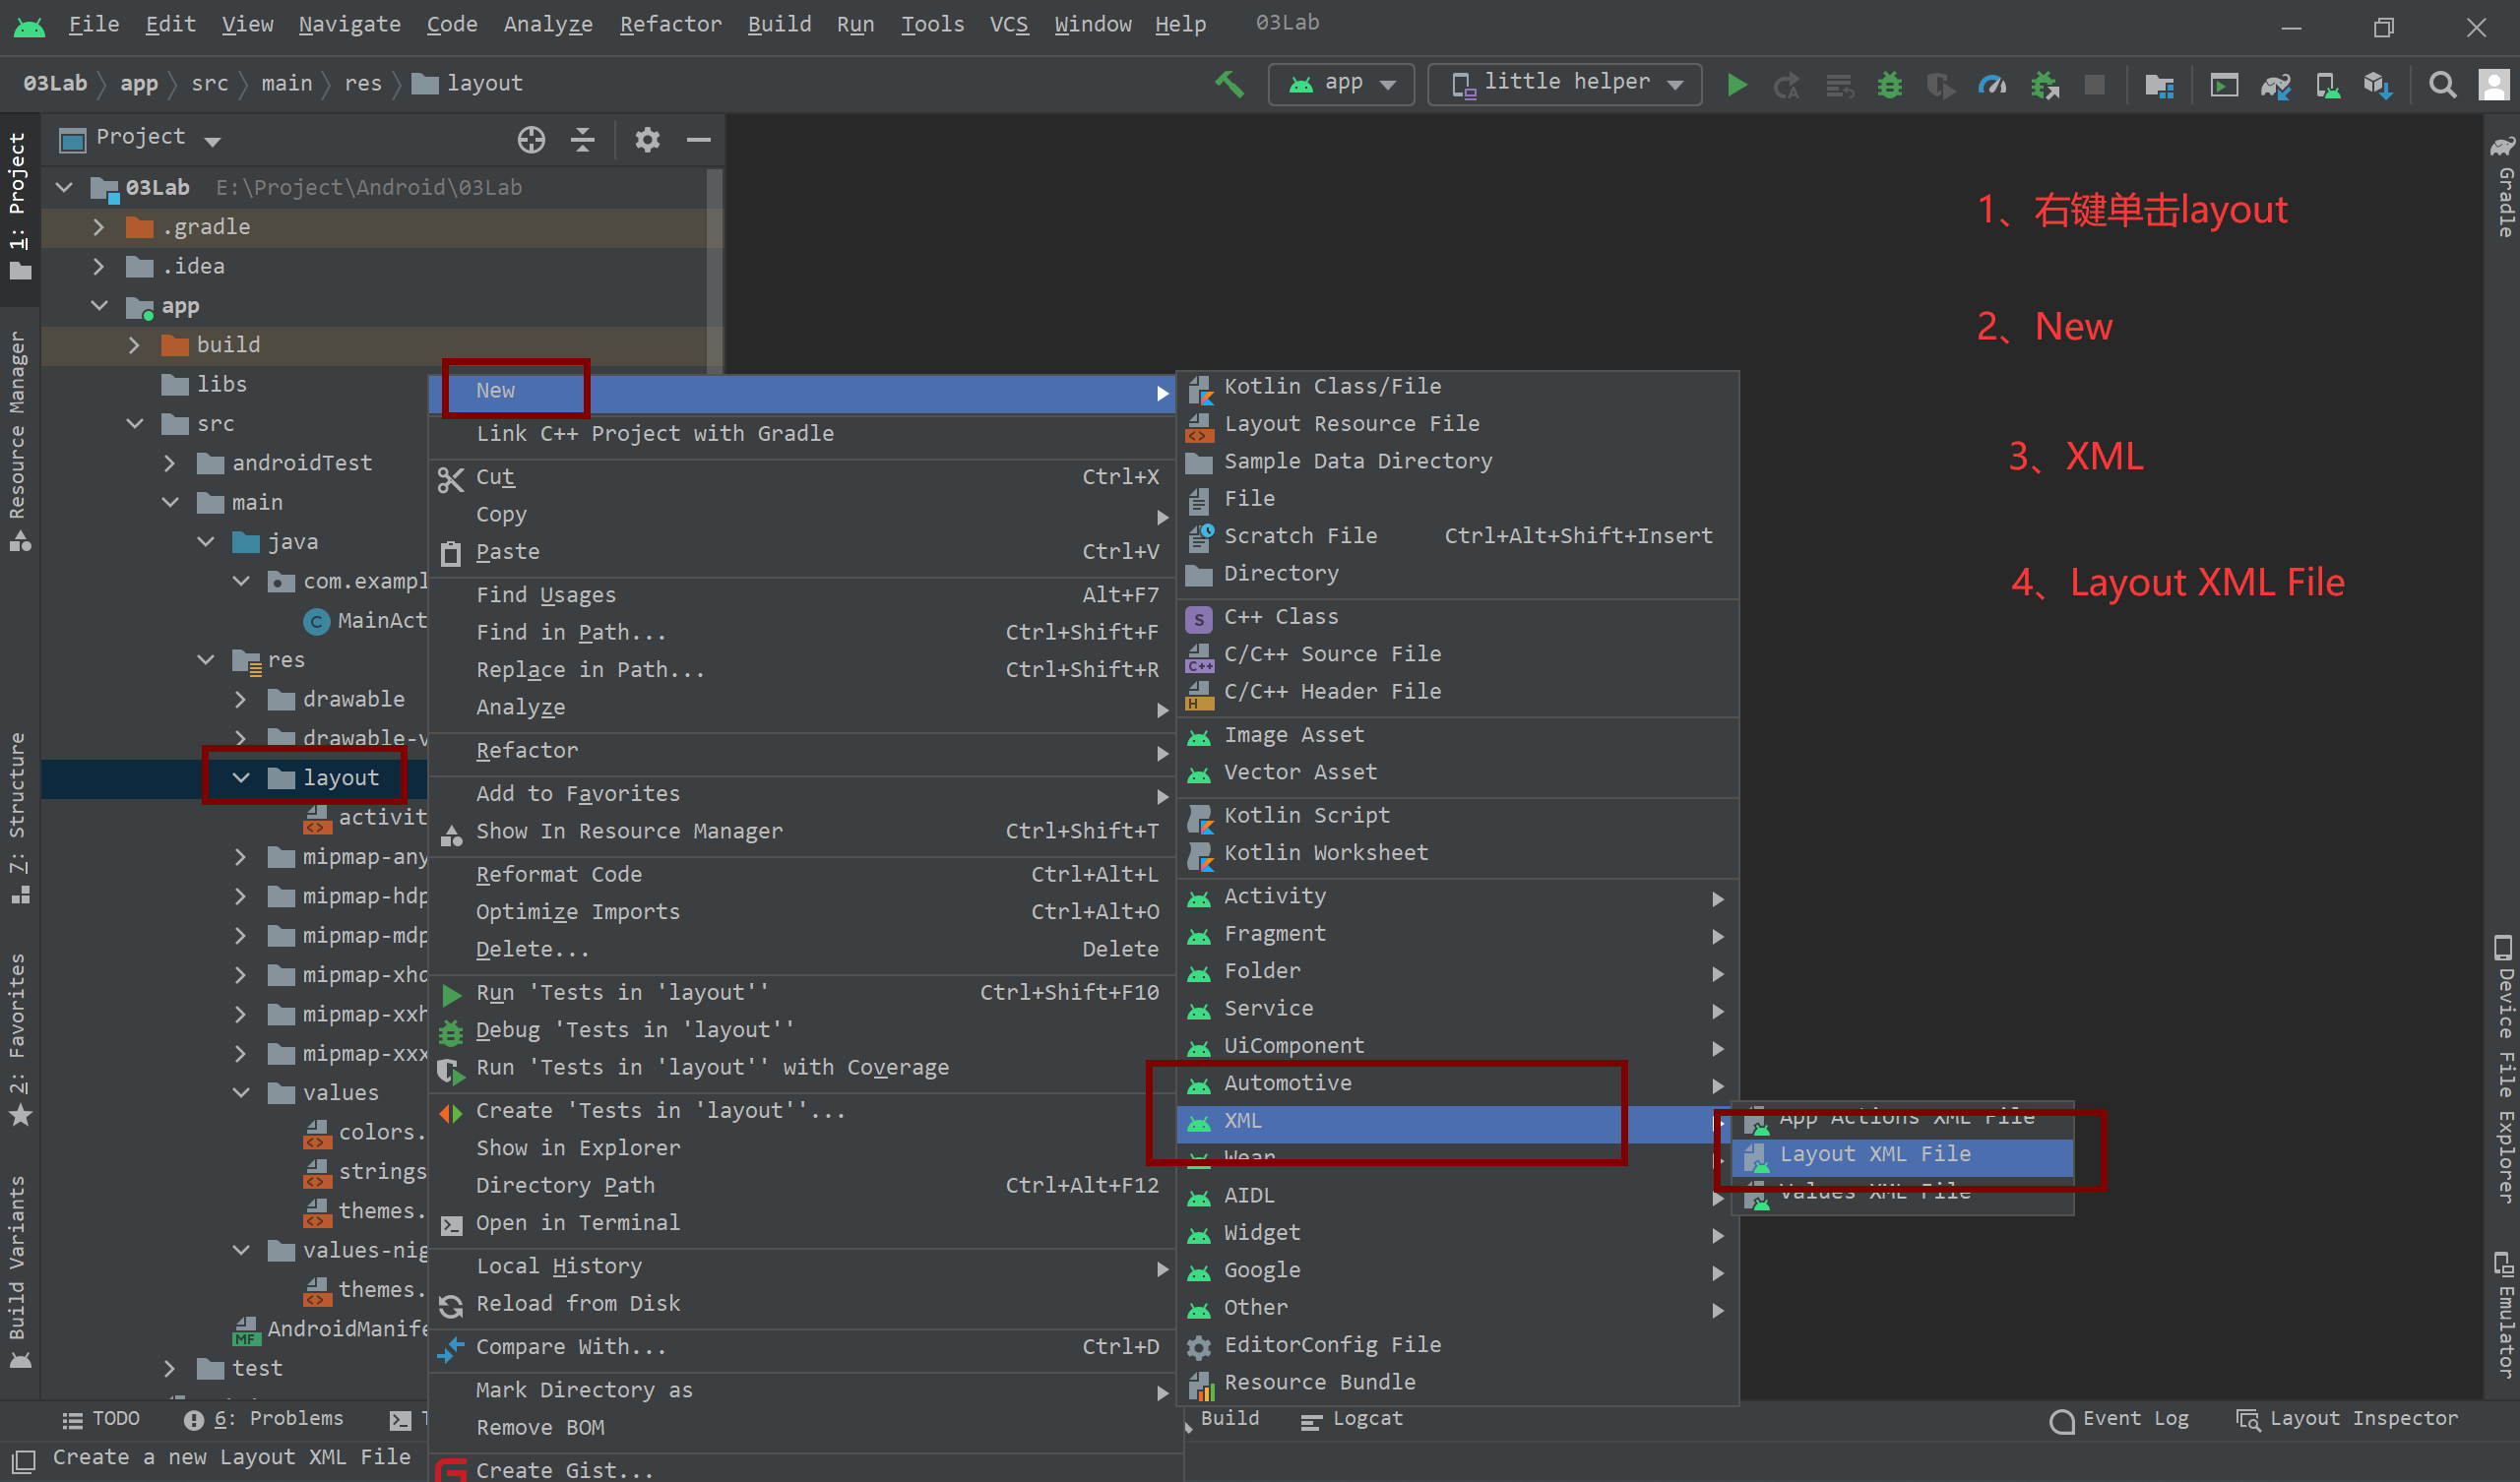 File Edit View Navigate Code Analyze Refactor Build Run Tools VCS Window Help 03Lab
03Lab app src main res layout
app
little helper
Project
1: Project
Resource Manager
7: Structure
2: Favorites
Build Variants
03Lab E:\Project\Android\03Lab
.gradle
.idea
app
build
libs
src
androidTest
main
java
com.exampl
MainAct
res
drawable
drawable-v
layout
activit
mipmap-any
mipmap-hdp
mipmap-mdp
mipmap-xhd
mipmap-xxh
mipmap-xxx
values
colors.
strings
themes.
values-nig
themes.
AndroidManife
test
New
Link C++ Project with Gradle
Cut Ctrl+X
Copy
Paste Ctrl+V
Find Usages Alt+F7
Find in Path... Ctrl+Shift+F
Replace in Path... Ctrl+Shift+R
Analyze
Refactor
Add to Favorites
Show In Resource Manager Ctrl+Shift+T
Reformat Code Ctrl+Alt+L
Optimize Imports Ctrl+Alt+O
Delete... Delete
Run 'Tests in 'layout'' Ctrl+Shift+F10
Debug 'Tests in 'layout''
Run 'Tests in 'layout'' with Coverage
Create 'Tests in 'layout''...
Show in Explorer
Directory Path Ctrl+Alt+F12
Open in Terminal
Local History
Reload from Disk
Compare With... Ctrl+D
Mark Directory as
Remove BOM
Create Gist...
Kotlin Class/File
Layout Resource File
Sample Data Directory
File
Scratch File Ctrl+Alt+Shift+Insert
Directory
C++ Class
C/C++ Source File
C/C++ Header File
Image Asset
Vector Asset
Kotlin Script
Kotlin Worksheet
Activity
Fragment
Folder
Service
UiComponent
Automotive
XML
Wear
AIDL
Widget
Google
Other
EditorConfig File
Resource Bundle
App Actions XML File
Layout XML File
Values XML File
1、右键单击layout
2、New
3、XML
4、Layout XML File
Gradle
Device File Explorer
Emulator
TODO 6: Problems Build Logcat Event Log Layout Inspector
Create a new Layout XML File